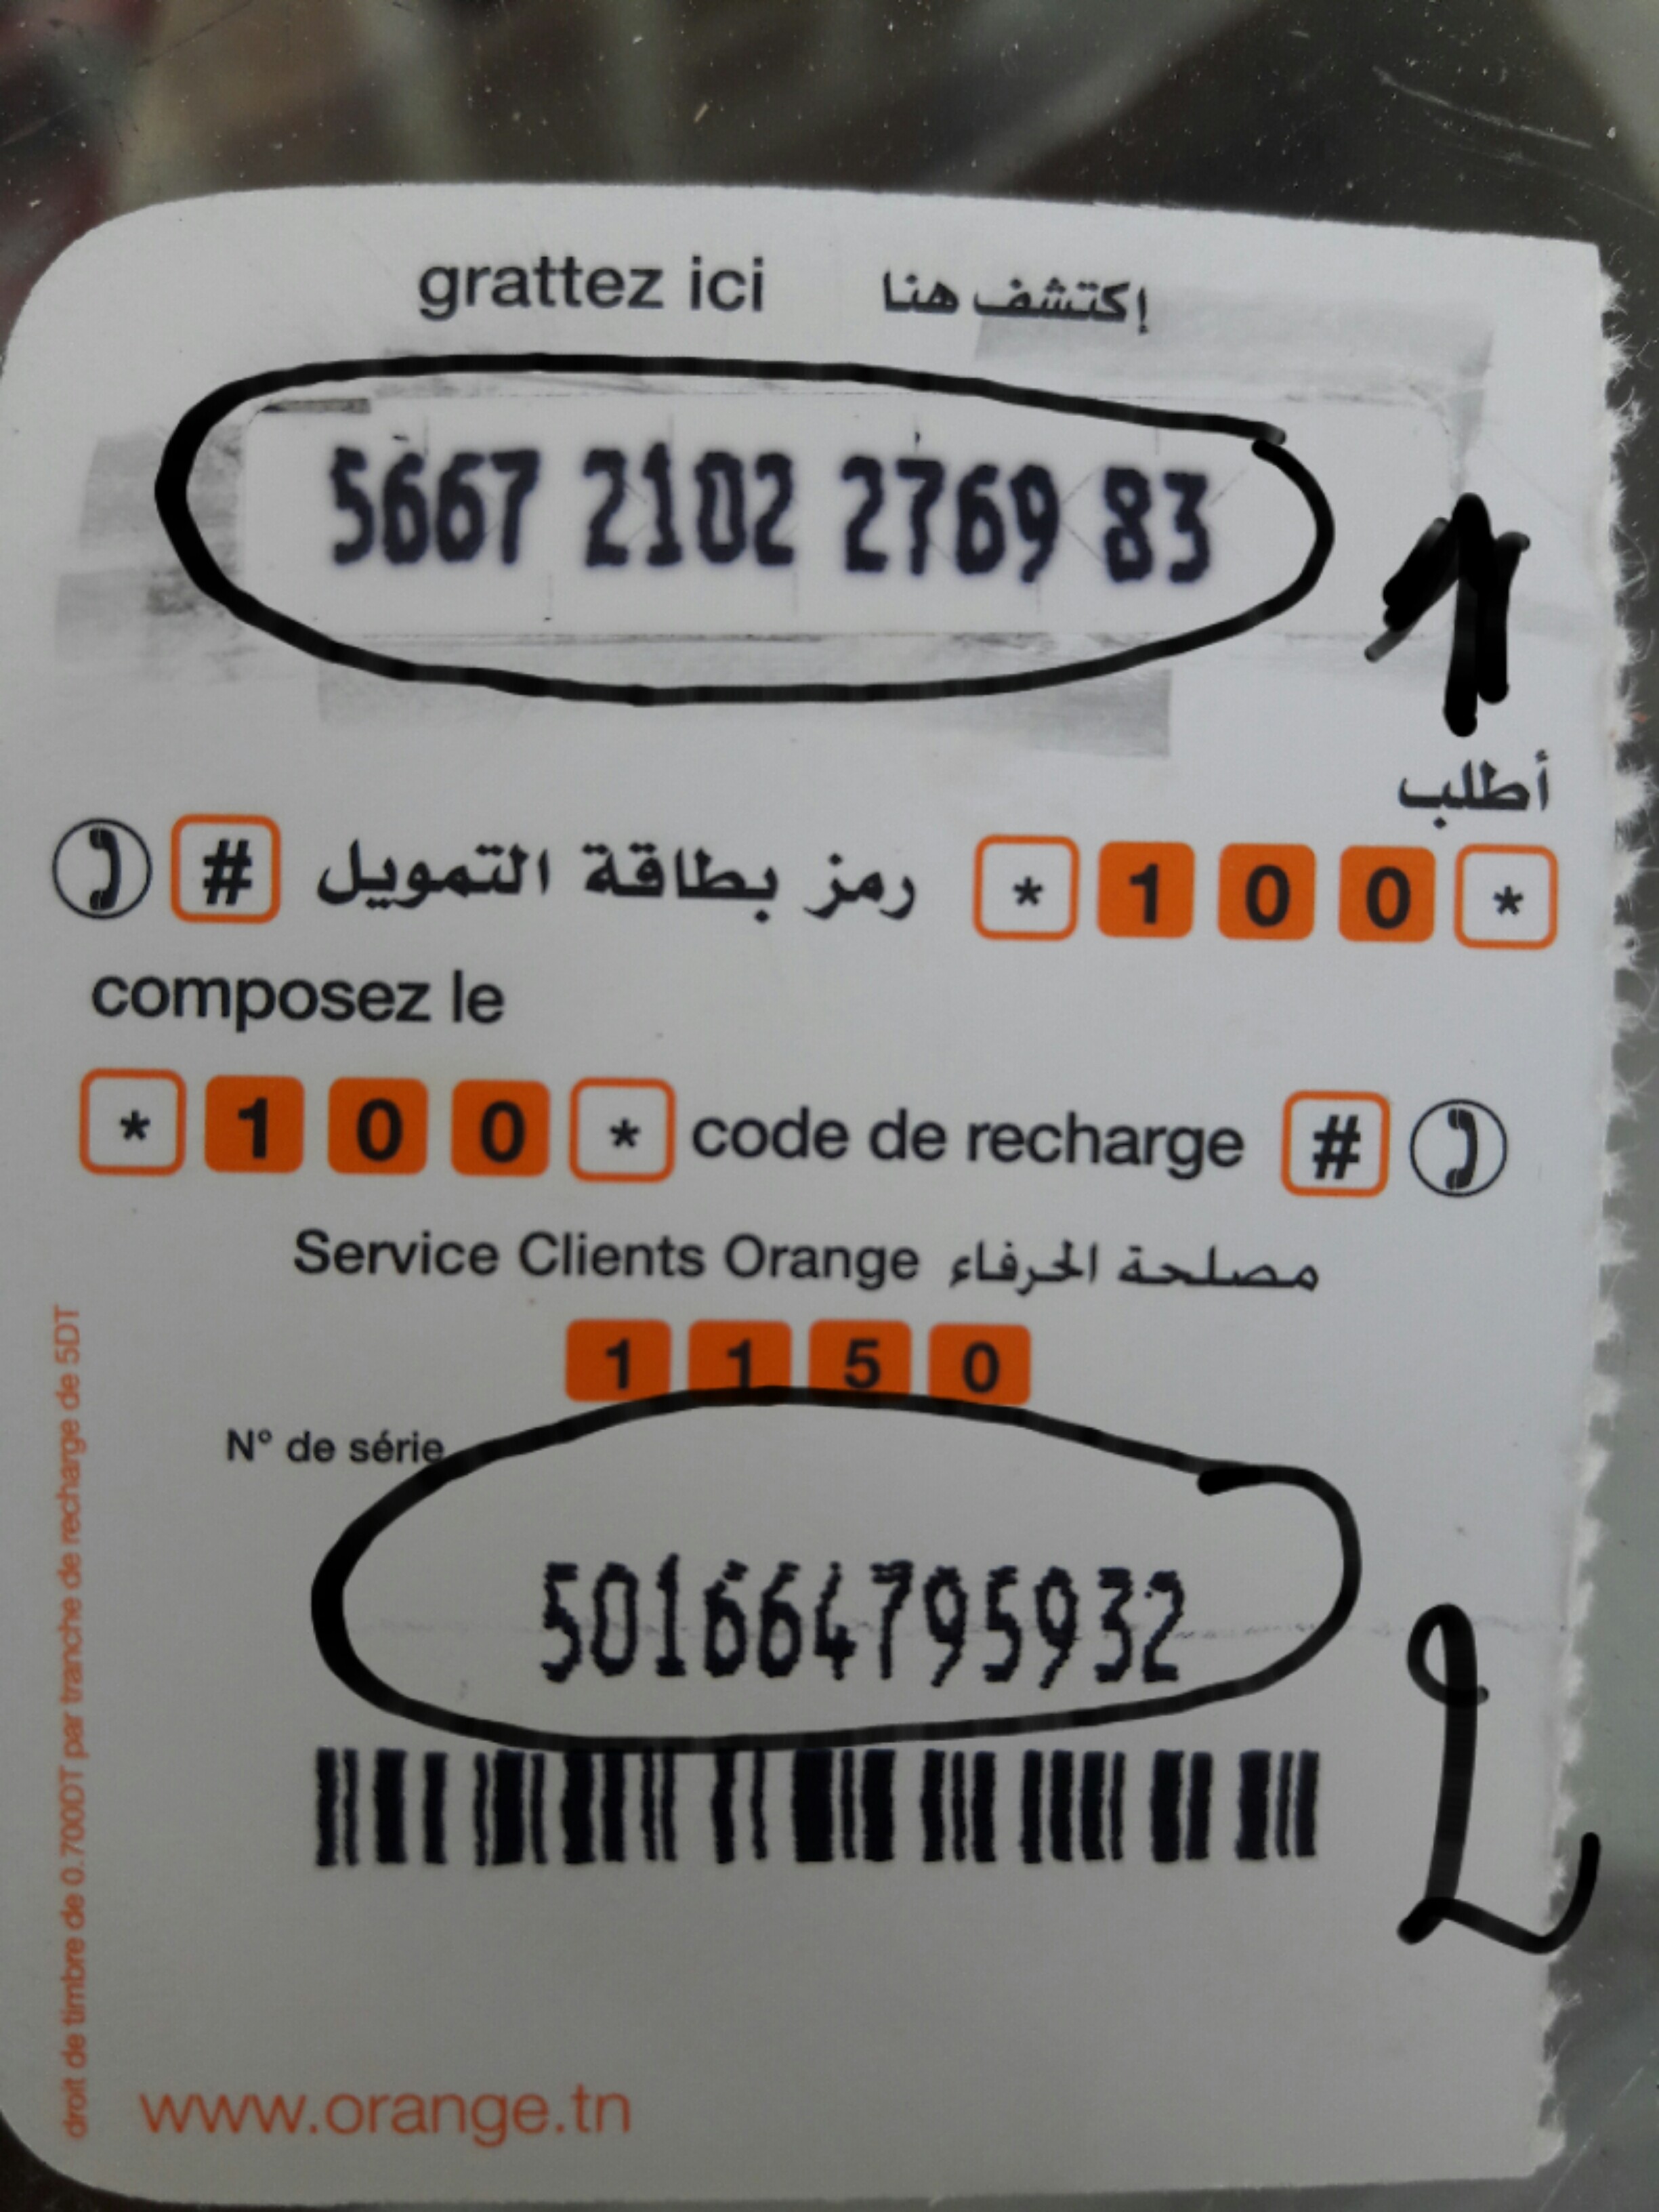 grattez ici إكتشف هنا
5667 2102 2769 83
1
أطلب
* 1 0 0 * رمز بطاقة التمويل #
composez le
* 1 0 0 * code de recharge #
Service Clients Orange مصلحة الحرفاء
1 1 5 0
N° de série
501664795932
2
www.orange.tn
droit de timbre de 0.700DT par tranche de recharge de 5DT